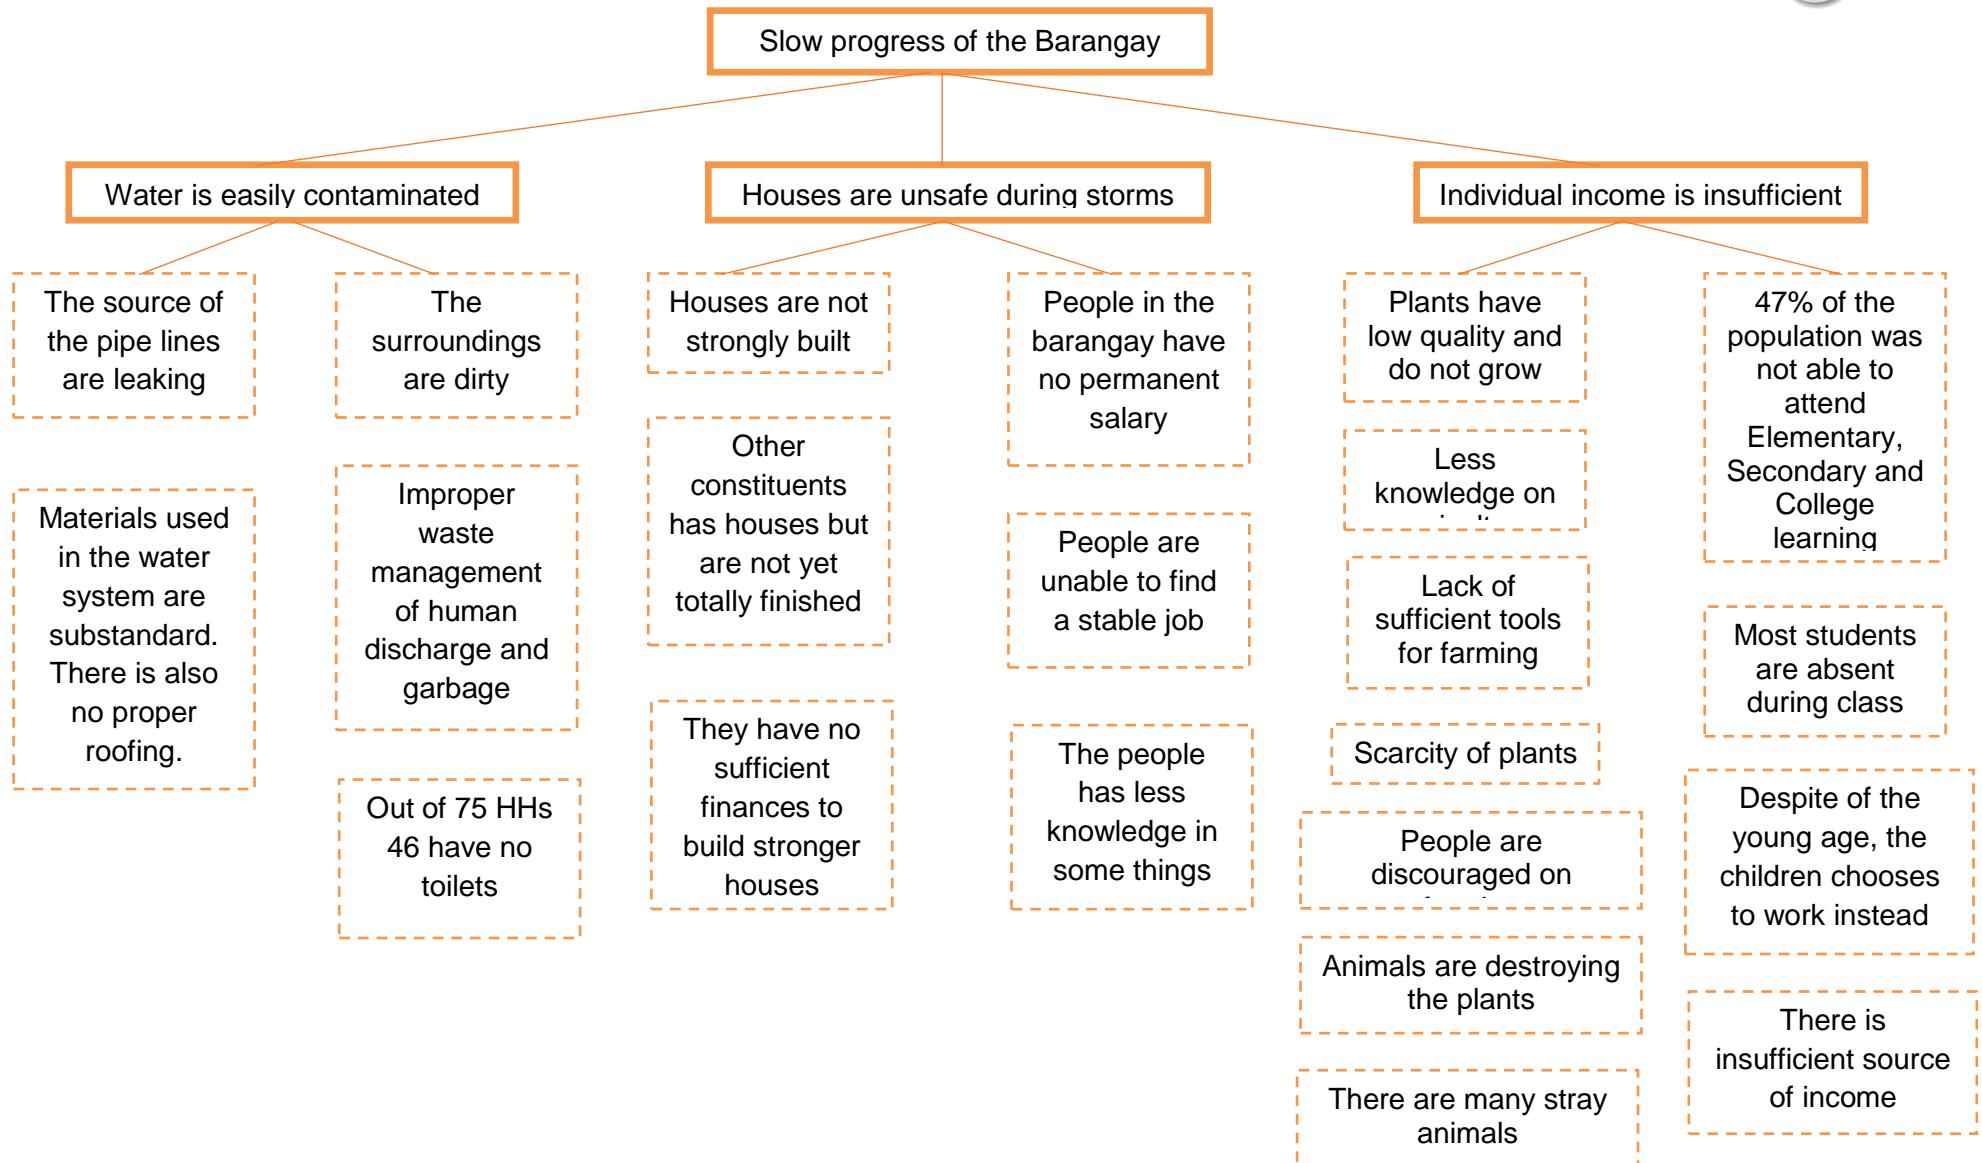 Slow progress of the Barangay
Water is easily contaminated
Houses are unsafe during storms
Individual income is insufficient
The source of
the pipe lines
are leaking
Materials used
in the water
system are
substandard.
There is also
no proper
roofing.
The
surroundings
are dirty
Improper
waste
management
of human
discharge and
garbage
Out of 75 HHs
46 have no
toilets
Houses are not
strongly built
Other
constituents
has houses but
are not yet
totally finished
They have no
sufficient
finances to
build stronger
houses
People in the
barangay have
no permanent
salary
People are
unable to find
a stable job
The people
has less
knowledge in
some things
Plants have
low quality and
do not grow
Less
knowledge on
Lack of
sufficient tools
for farming
Scarcity of plants
People are
discouraged on
Animals are destroying
the plants
There are many stray
animals
47% of the
population was
not able to
attend
Elementary,
Secondary and
College
learning
Most students
are absent
during class
Despite of the
young age, the
children chooses
to work instead
There is
insufficient source
of income